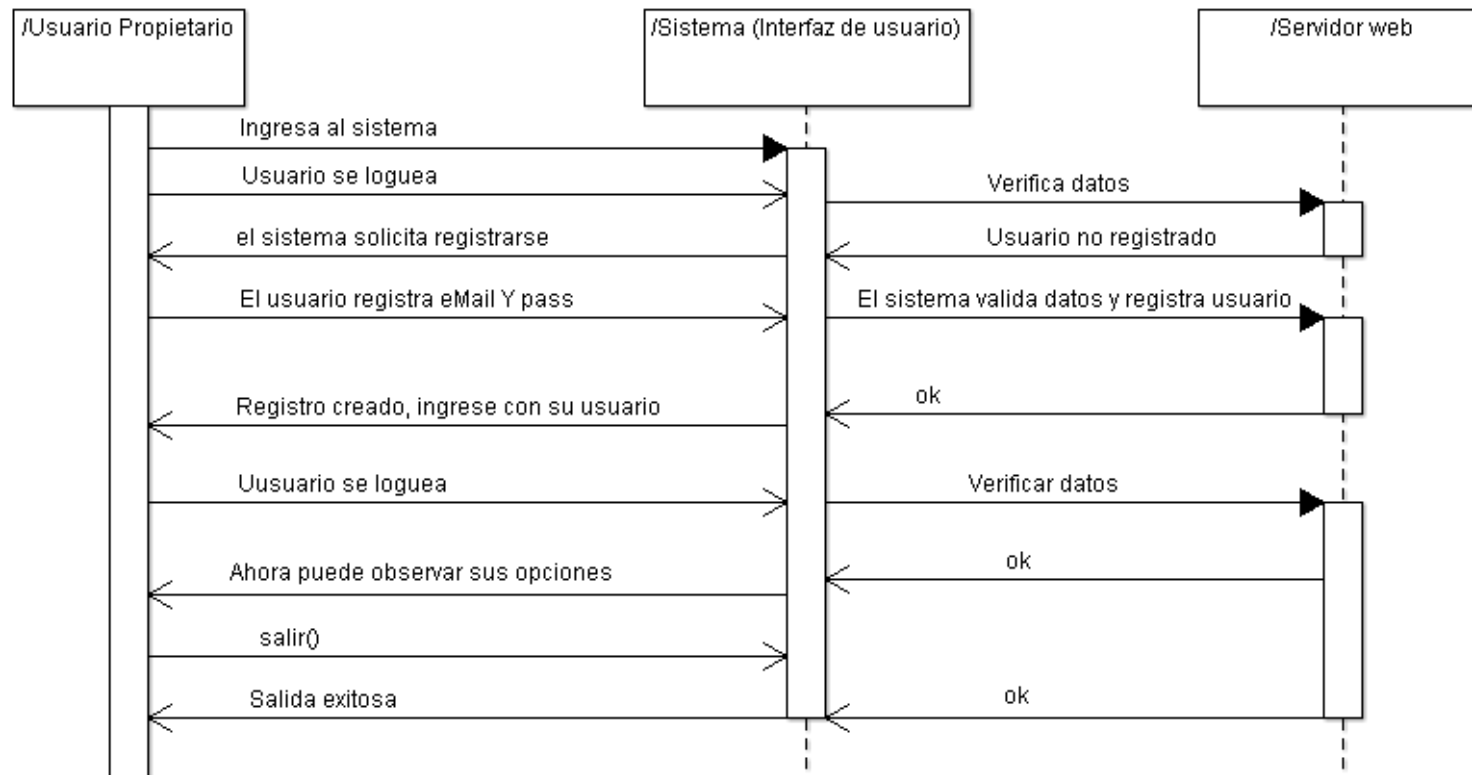 /Usuario Propietario
/Sistema (Interfaz de usuario)
/Servidor web
Ingresa al sistema
Usuario se loguea
Verifica datos
el sistema solicita registrarse
Usuario no registrado
El usuario registra eMail Y pass
El sistema valida datos y registra usuario
ok
Registro creado, ingrese con su usuario
Uusuario se loguea
Verificar datos
ok
Ahora puede observar sus opciones
salir()
Salida exitosa
ok